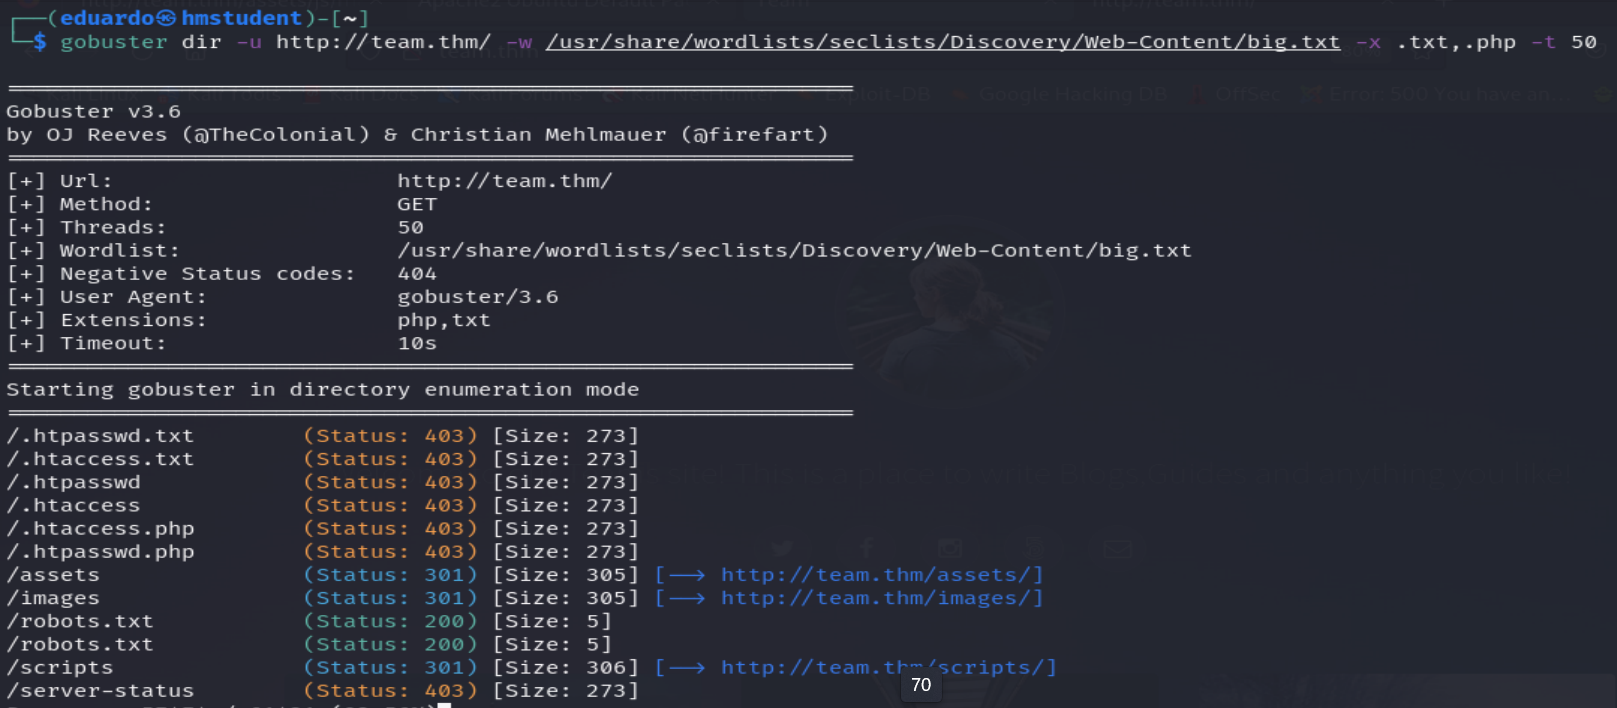 (eduardo㉿hmstudent)-[~]
$ gobuster dir -u http://team.thm/ -w /usr/share/wordlists/seclists/Discovery/Web-Content/big.txt -x .txt,.php -t 50
Gobuster v3.6
by OJ Reeves (@TheColonial) & Christian Mehlmauer (@firefart)
[+] Url: http://team.thm/
[+] Method: GET
[+] Threads: 50
[+] Wordlist: /usr/share/wordlists/seclists/Discovery/Web-Content/big.txt
[+] Negative Status codes: 404
[+] User Agent: gobuster/3.6
[+] Extensions: php,txt
[+] Timeout: 10s
Starting gobuster in directory enumeration mode
/.htpasswd.txt (Status: 403) [Size: 273]
/.htaccess.txt (Status: 403) [Size: 273]
/.htpasswd (Status: 403) [Size: 273]
/.htaccess (Status: 403) [Size: 273]
/.htaccess.php (Status: 403) [Size: 273]
/.htpasswd.php (Status: 403) [Size: 273]
/assets (Status: 301) [Size: 305] [--> http://team.thm/assets/]
/images (Status: 301) [Size: 305] [--> http://team.thm/images/]
/robots.txt (Status: 200) [Size: 5]
/robots.txt (Status: 200) [Size: 5]
/scripts (Status: 301) [Size: 306] [--> http://team.thm/scripts/]
/server-status (Status: 403) [Size: 273]
70